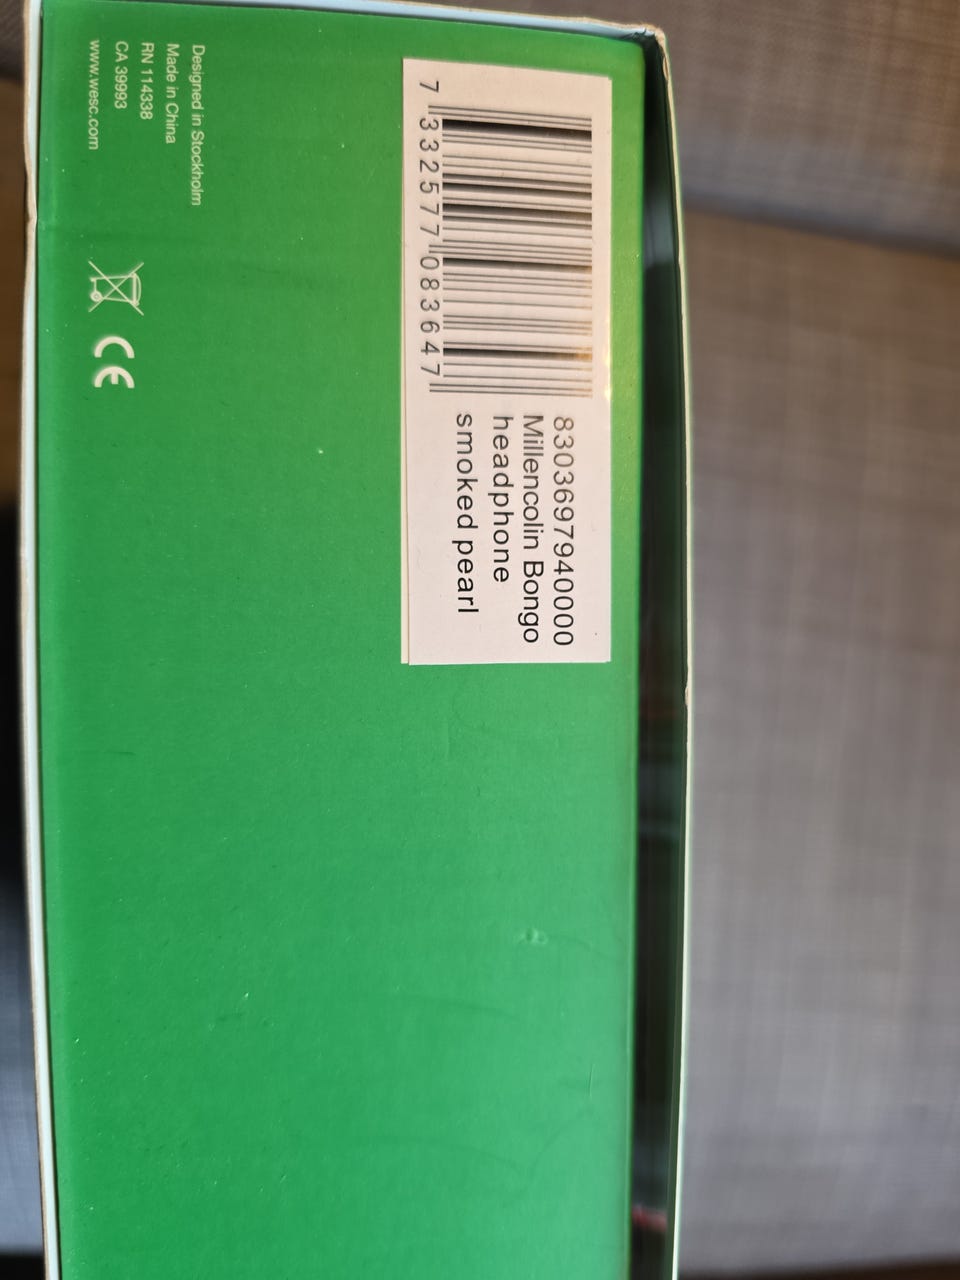 7 332577 083647
8303697940000
Millencolin Bongo
headphone
smoked pearl
Designed in Stockholm
Made in China
RN 114338
CA 39993
www.wesc.com
CE